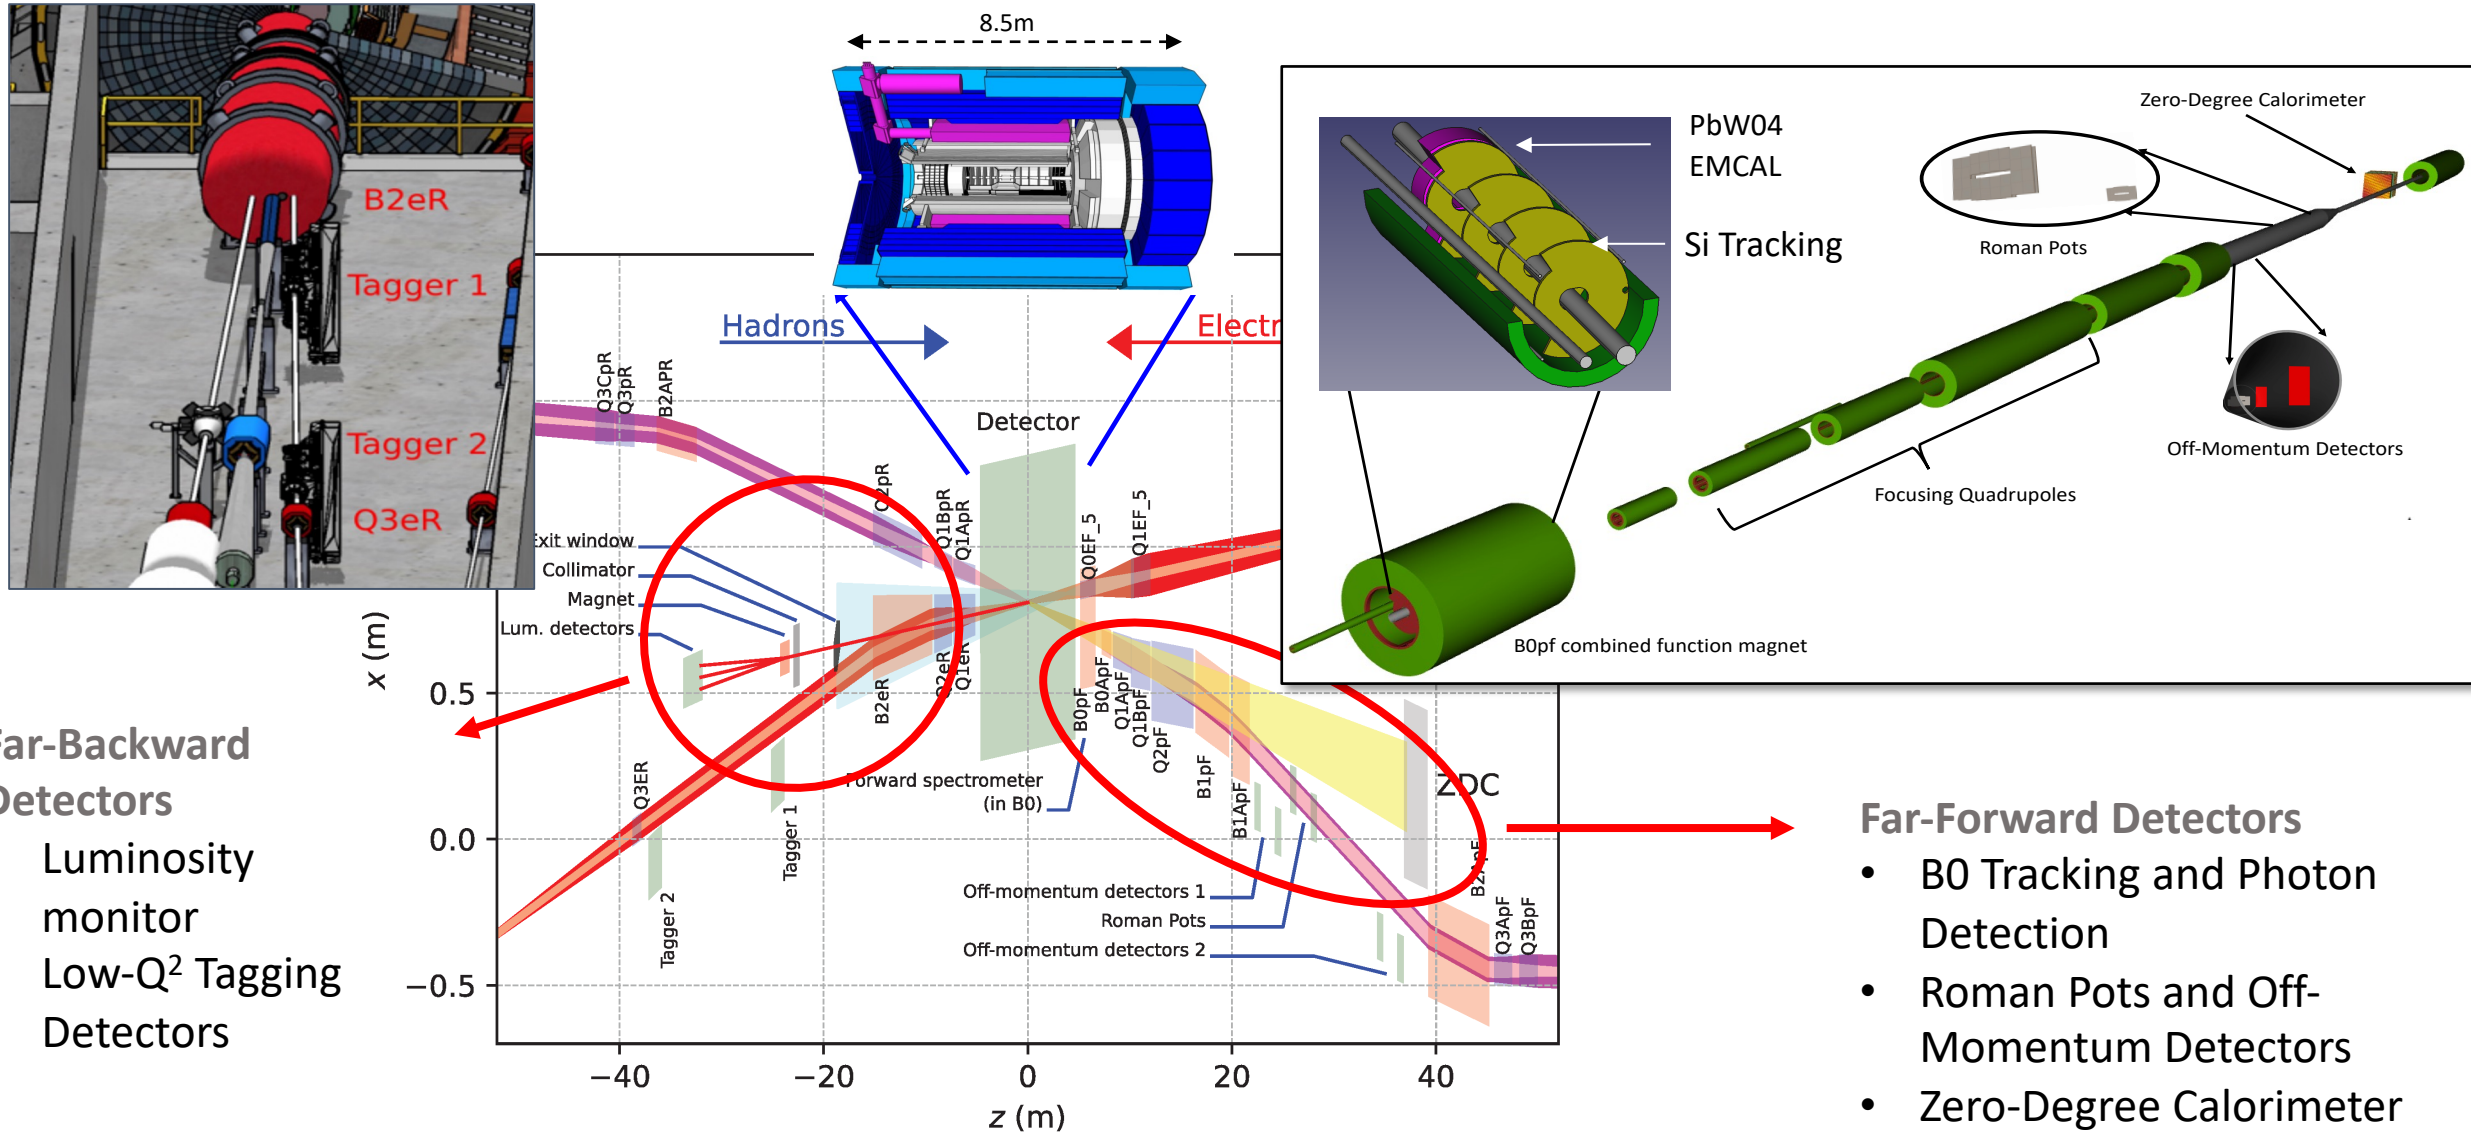 8.5m
B2eR
Tagger 1
Tagger 2
Q3eR
PbW04
EMCAL
Si Tracking
Zero-Degree Calorimeter
Roman Pots
Off-Momentum Detectors
Focusing Quadrupoles
B0pf combined function magnet
Hadrons
Electr
Detector
Q3CpR
Q3pR
B2APR
Q2pR
Q1BpR
Q1ApR
Q0EF_5
Q1EF_5
Exit window
Collimator
Magnet
Lum. detectors
B2eR
Q2eR
Q1eR
B0pF
B0ApF
Q1ApF
Q1BpF
Q2pF
B1pF
B1ApF
ZDC
B2ApF
Q3ApF
Q3BpF
Q3ER
Tagger 1
Tagger 2
Forward spectrometer
(in B0)
Off-momentum detectors 1
Roman Pots
Off-momentum detectors 2
x (m)
0.5
0.0
−0.5
−40
−20
0
20
40
z (m)
Far-Backward
Detectors
Luminosity
monitor
Low-Q² Tagging
Detectors
Far-Forward Detectors
• B0 Tracking and Photon
Detection
• Roman Pots and Off-
Momentum Detectors
• Zero-Degree Calorimeter